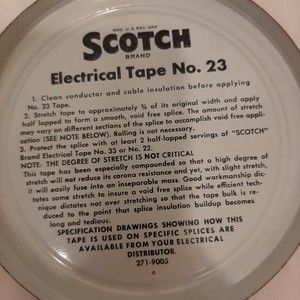 REG. U.S. PAT. OFF.
SCOTCH
BRAND
Electrical Tape No. 23
1. Clean conductor and cable insulation before applying
No. 23 Tape.
2. Stretch tape to approximately ¾ of its original width and apply
half lapped to form a smooth, void free splice. The amount of stretch
may vary on different sections of the splice to accomplish void free appli-
cation (SEE NOTE BELOW). Rolling is not necessary.
3. Protect the splice with at least 2 half-lapped servings of "SCOTCH"
Brand Electrical Tape No. 33 or No. 22.
NOTE: THE DEGREE OF STRETCH IS NOT CRITICAL
This tape has been especially compounded so that a high degree of
stretch will not reduce its corona resistance and yet, with slight stretch,
it will easily fuse into an inseparable mass. Good workmanship dic-
tates some stretch to insure a void free splice while efficient tech-
nique dictates not over stretching so that the tape bulk is re-
duced to the point that splice insulation buildup becomes
long and tedious.
SPECIFICATION DRAWINGS SHOWING HOW THIS
TAPE IS USED ON SPECIFIC SPLICES ARE
AVAILABLE FROM YOUR ELECTRICAL
DISTRIBUTOR.
271-9005